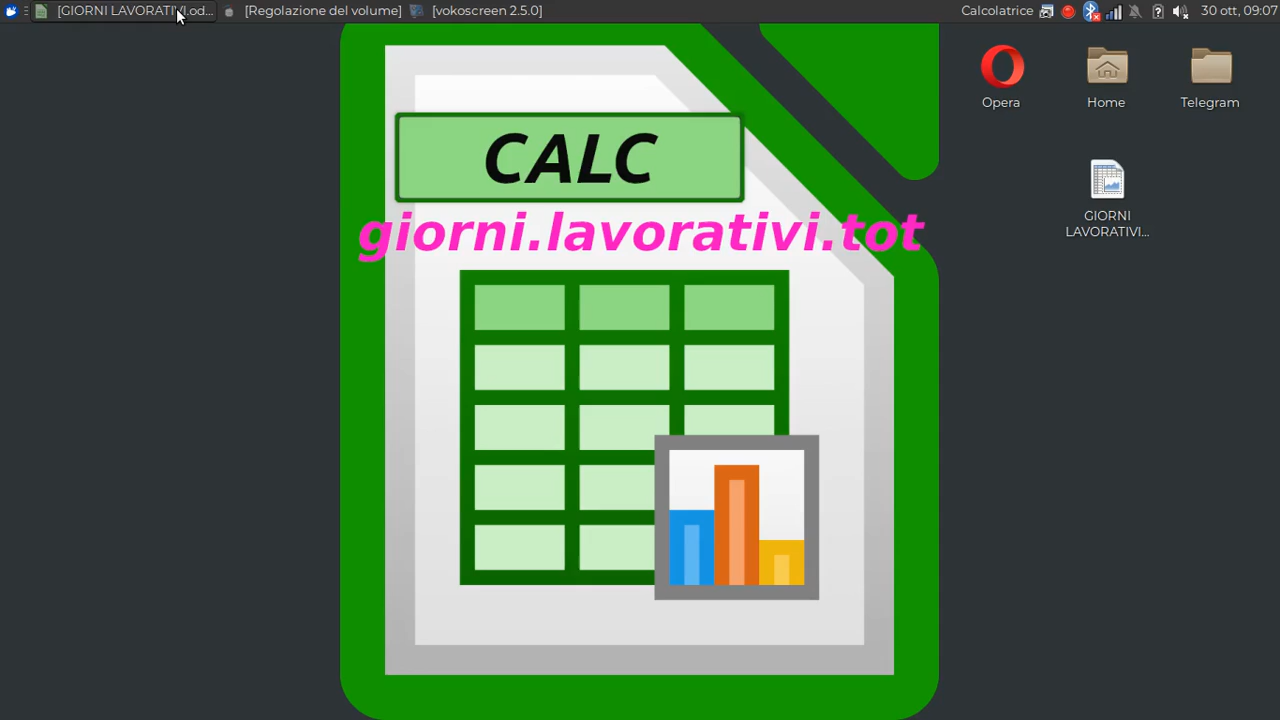 [GIORNI LAVORATIVI.od... [Regolazione del volume] [vokoscreen 2.5.0] Calcolatrice 30 ott, 09:07
Opera Home Telegram
CALC
giorni.lavorativi.tot
GIORNI
LAVORATIVI...